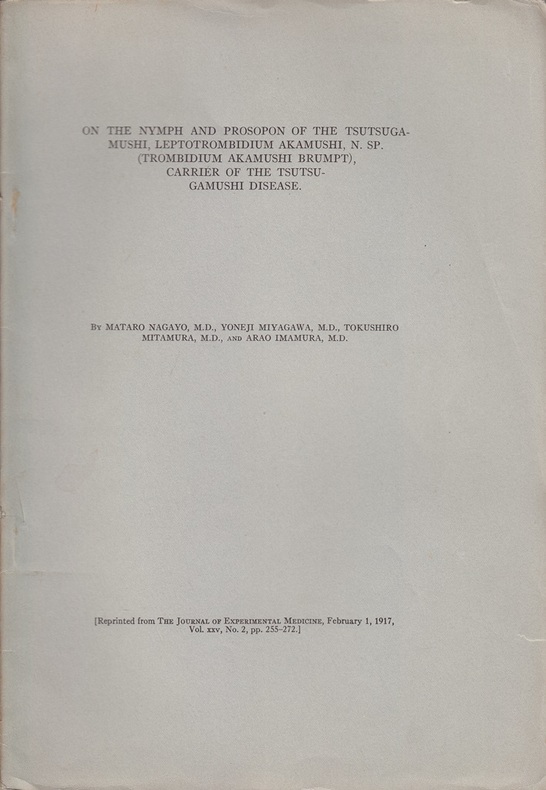 ON THE NYMPH AND PROSOPON OF THE TSUTSUGA-
MUSHI, LEPTOTROMBIDIUM AKAMUSHI, N. SP.
(TROMBIDIUM AKAMUSHI BRUMPT),
CARRIER OF THE TSUTSU-
GAMUSHI DISEASE.
BY MATARO NAGAYO, M.D., YONEJI MIYAGAWA, M.D., TOKUSHIRO
MITAMURA, M.D., AND ARAO IMAMURA, M.D.
[Reprinted from THE JOURNAL OF EXPERIMENTAL MEDICINE, February 1, 1917,
Vol. xxv, No. 2, pp. 255–272.]